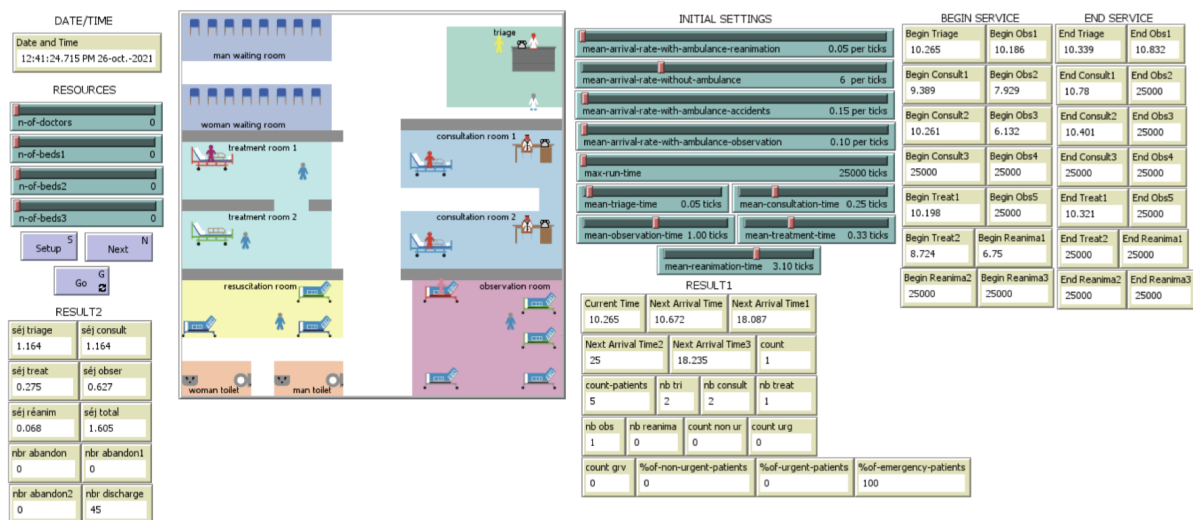 DATE/TIME
Date and Time
12:41:24.715 PM 26-oct.-2021
RESOURCES
n-of-doctors 0
n-of-beds1 0
n-of-beds2 0
n-of-beds3 0
Setup S
Next N
Go G
RESULT2
séj triage
1.164
séj consult
1.164
séj treat
0.275
séj obser
0.627
séj réanim
0.068
séj total
1.605
nbr abandon
0
nbr abandon1
0
nbr abandon2
0
nbr discharge
45
man waiting room
triage
woman waiting room
treatment room 1
consultation room 1
treatment room 2
consultation room 2
resuscitation room
observation room
woman toilet
man toilet
INITIAL SETTINGS
mean-arrival-rate-with-ambulance-reanimation 0.05 per ticks
mean-arrival-rate-without-ambulance 6 per ticks
mean-arrival-rate-with-ambulance-accidents 0.15 per ticks
mean-arrival-rate-with-ambulance-observation 0.10 per ticks
max-run-time 25000 ticks
mean-triage-time 0.05 ticks
mean-consultation-time 0.25 ticks
mean-observation-time 1.00 ticks
mean-treatment-time 0.33 ticks
mean-reanimation-time 3.10 ticks
RESULT1
Current Time
10.265
Next Arrival Time
10.672
Next Arrival Time1
18.087
Next Arrival Time2
25
Next Arrival Time3
18.235
count
1
count-patients
5
nb tri
2
nb consult
2
nb treat
1
nb obs
1
nb reanima
0
count non ur
0
count urg
0
count grv
0
%of-non-urgent-patients
0
%of-urgent-patients
0
%of-emergency-patients
100
BEGIN SERVICE
Begin Triage
10.265
Begin Obs1
10.186
Begin Consult1
9.389
Begin Obs2
7.929
Begin Consult2
10.261
Begin Obs3
6.132
Begin Consult3
25000
Begin Obs4
25000
Begin Treat1
10.198
Begin Obs5
25000
Begin Treat2
8.724
Begin Reanima1
6.75
Begin Reanima2
25000
Begin Reanima3
25000
END SERVICE
End Triage
10.339
End Obs1
10.832
End Consult1
10.78
End Obs2
25000
End Consult2
10.401
End Obs3
25000
End Consult3
25000
End Obs4
25000
End Treat1
10.321
End Obs5
25000
End Treat2
25000
End Reanima1
25000
End Reanima2
25000
End Reanima3
25000